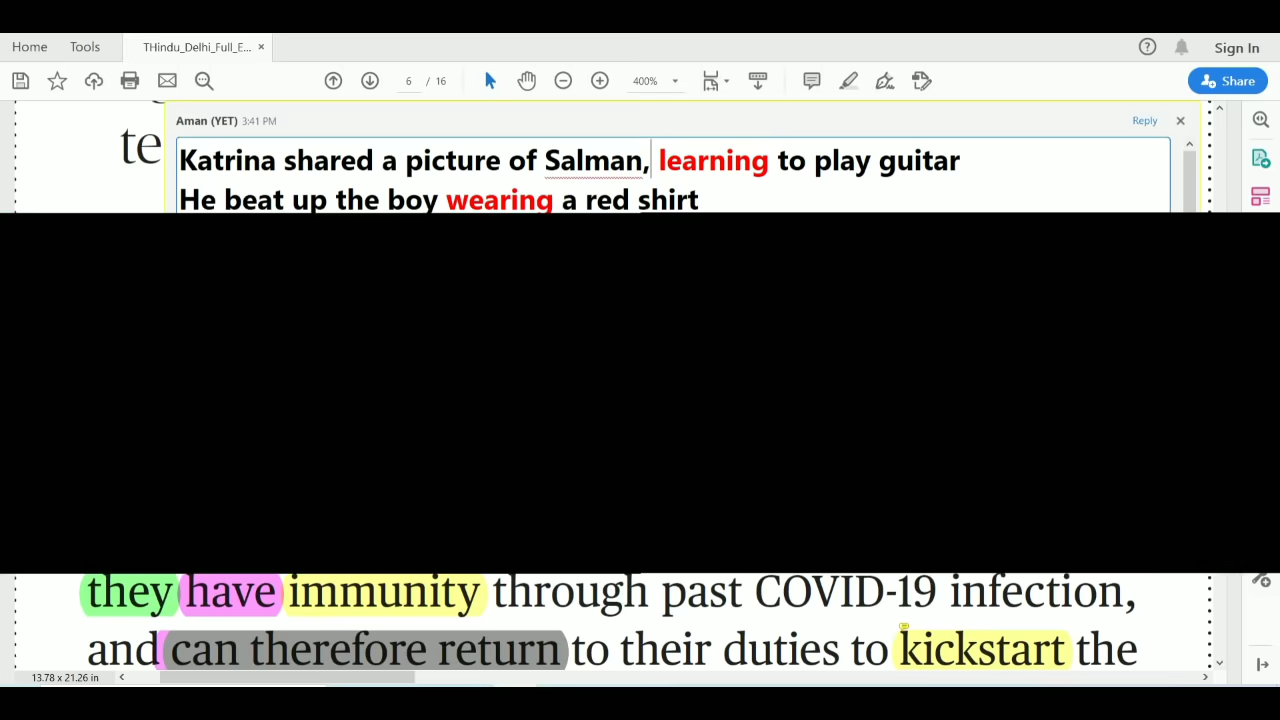 Home Tools THindu_Delhi_Full_E... × Sign In
6 / 16 400% Share
te
Aman (YET) 3:41 PM Reply
Katrina shared a picture of Salman, learning to play guitar
He beat up the boy wearing a red shirt
they have immunity through past COVID-19 infection,
and can therefore return to their duties to kickstart the
13.78 x 21.26 in